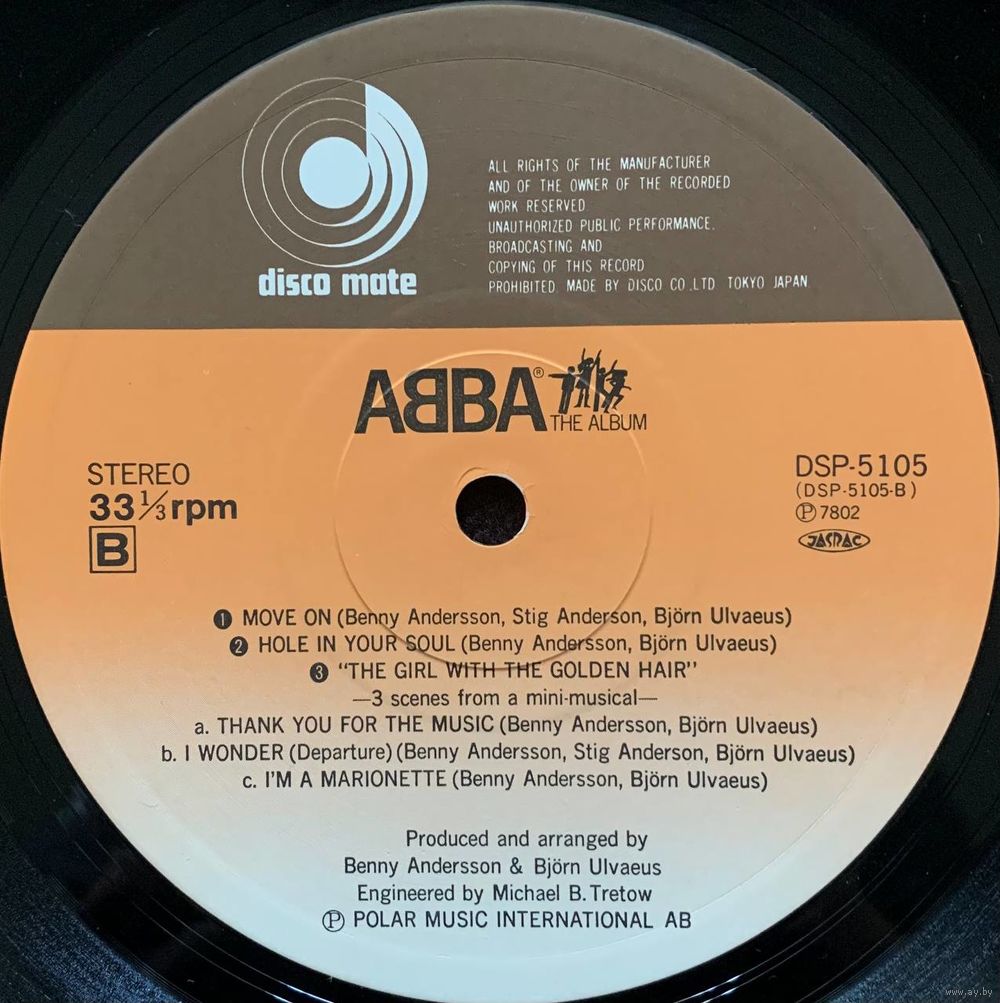 disco mate
ALL RIGHTS OF THE MANUFACTURER
AND OF THE OWNER OF THE RECORDED
WORK RESERVED
UNAUTHORIZED PUBLIC PERFORMANCE.
BROADCASTING AND
COPYING OF THIS RECORD
PROHIBITED. MADE BY DISCO CO.,LTD. TOKYO JAPAN
ABBA®
THE ALBUM
STEREO
33⅓rpm
B
DSP-5105
(DSP-5105-B)
℗7802
JASRAC
❶ MOVE ON (Benny Andersson, Stig Anderson, Björn Ulvaeus)
❷ HOLE IN YOUR SOUL (Benny Andersson, Björn Ulvaeus)
❸ "THE GIRL WITH THE GOLDEN HAIR"
—3 scenes from a mini-musical—
a. THANK YOU FOR THE MUSIC (Benny Andersson, Björn Ulvaeus)
b. I WONDER (Departure) (Benny Andersson, Stig Anderson, Björn Ulvaeus)
c. I'M A MARIONETTE (Benny Andersson, Björn Ulvaeus)
Produced and arranged by
Benny Andersson & Björn Ulvaeus
Engineered by Michael B. Tretow
℗ POLAR MUSIC INTERNATIONAL AB
www.ay.by